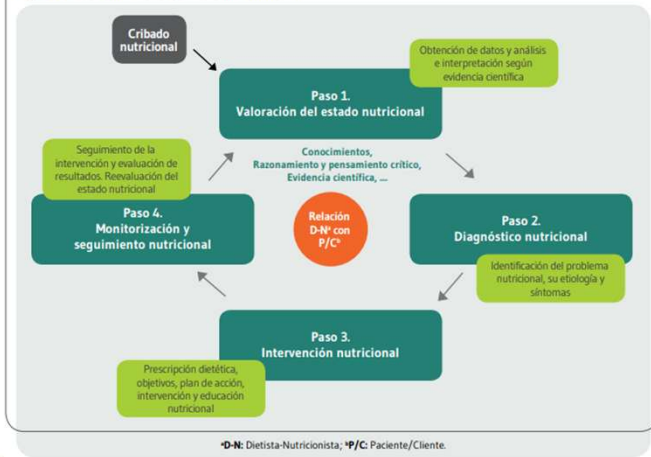 Cribado
nutricional
Obtención de datos y análisis
e interpretación según
evidencia científica
Paso 1.
Valoración del estado nutricional
Conocimientos,
Razonamiento y pensamiento crítico,
Evidencia científica, ...
Seguimiento de la
intervención y evaluación de
resultados. Reevaluación del
estado nutricional
Paso 4.
Monitorización y
seguimiento nutricional
Relación
D-Nᵃ con
P/Cᵇ
Paso 2.
Diagnóstico nutricional
Identificación del problema
nutricional, su etiología y
síntomas
Paso 3.
Intervención nutricional
Prescripción dietética,
objetivos, plan de acción,
intervención y educación
nutricional
ᵃD-N: Dietista-Nutricionista; ᵇP/C: Paciente/Cliente.